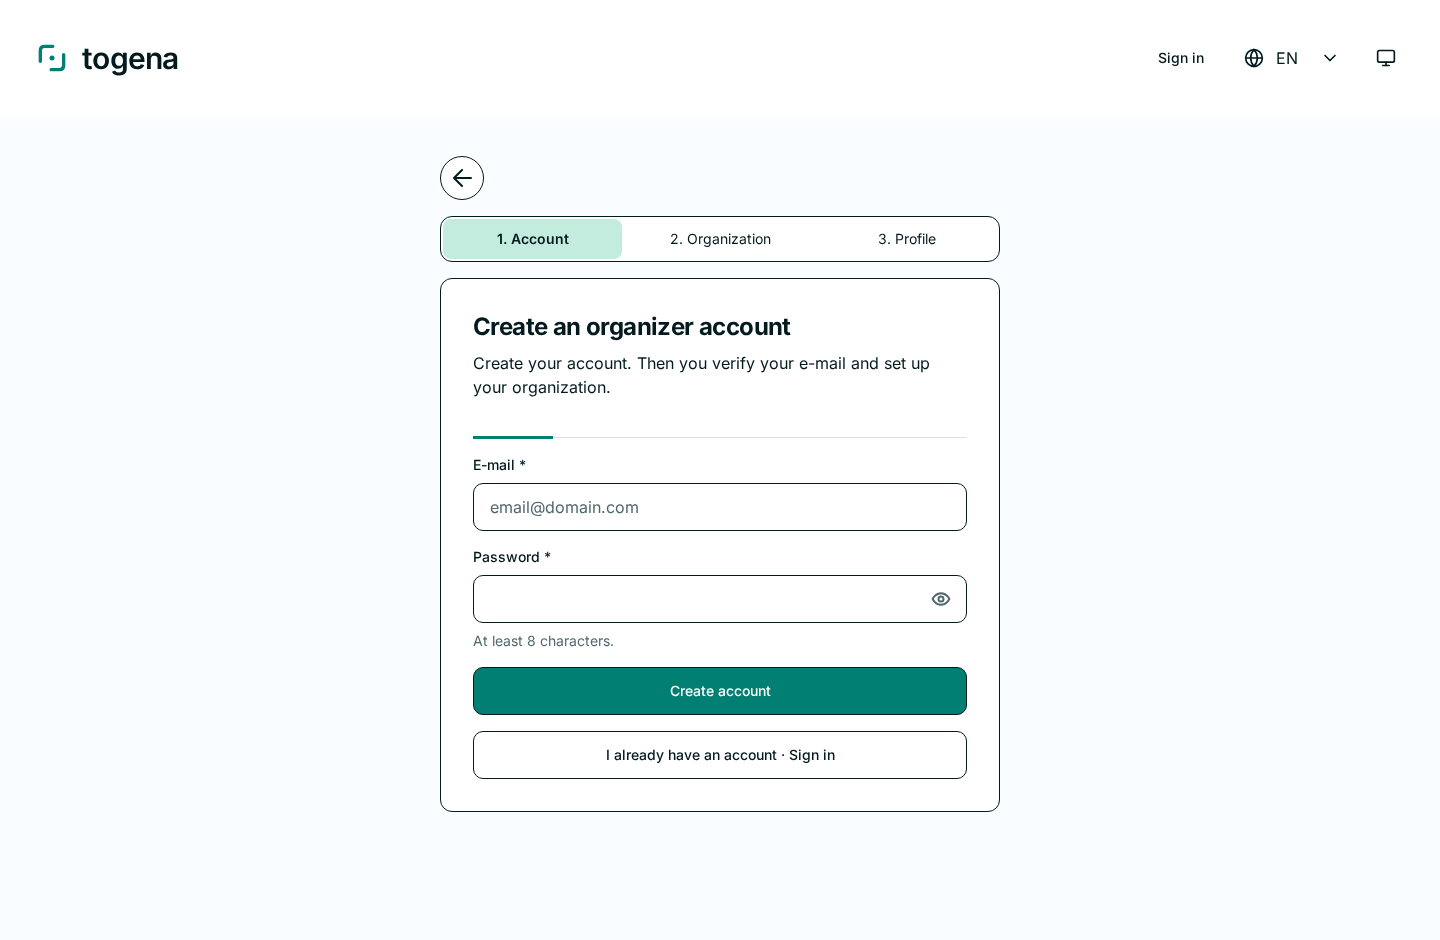 togena
Sign in
EN
1. Account
2. Organization
3. Profile
Create an organizer account
Create your account. Then you verify your e-mail and set up
your organization.
E-mail *
email@domain.com
Password *
At least 8 characters.
Create account
I already have an account · Sign in